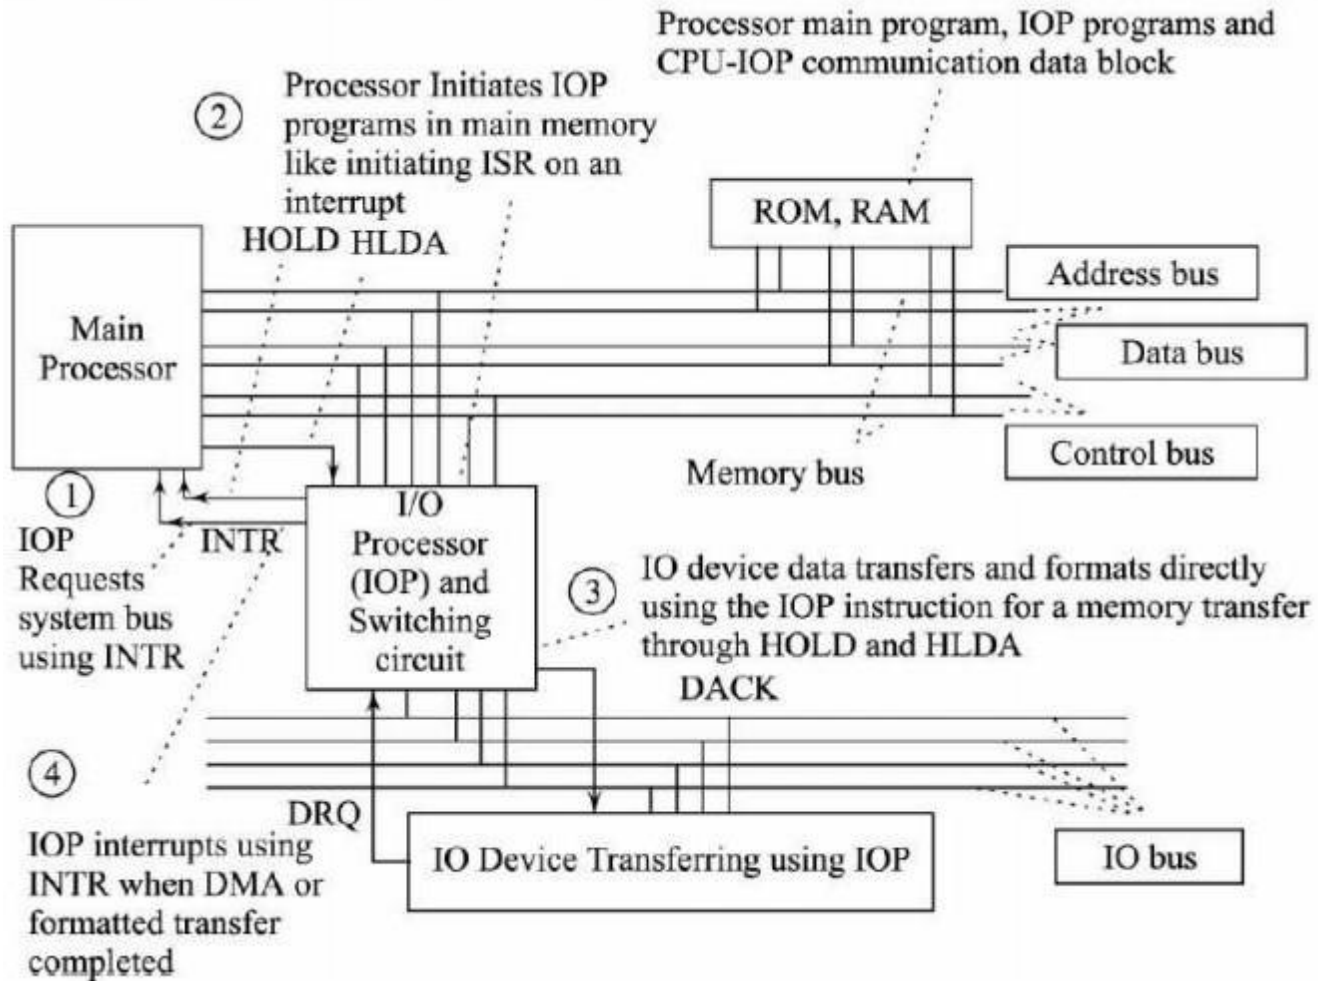 Processor main program, IOP programs and
CPU-IOP communication data block
2
Processor Initiates IOP
programs in main memory
like initiating ISR on an
interrupt
HOLD HLDA
ROM, RAM
Address bus
Main
Processor
Data bus
Control bus
Memory bus
1
IOP
Requests
system bus
using INTR
INTR
I/O
Processor
(IOP) and
Switching
circuit
3
IO device data transfers and formats directly
using the IOP instruction for a memory transfer
through HOLD and HLDA
DACK
4
DRQ
IO Device Transferring using IOP
IO bus
IOP interrupts using
INTR when DMA or
formatted transfer
completed